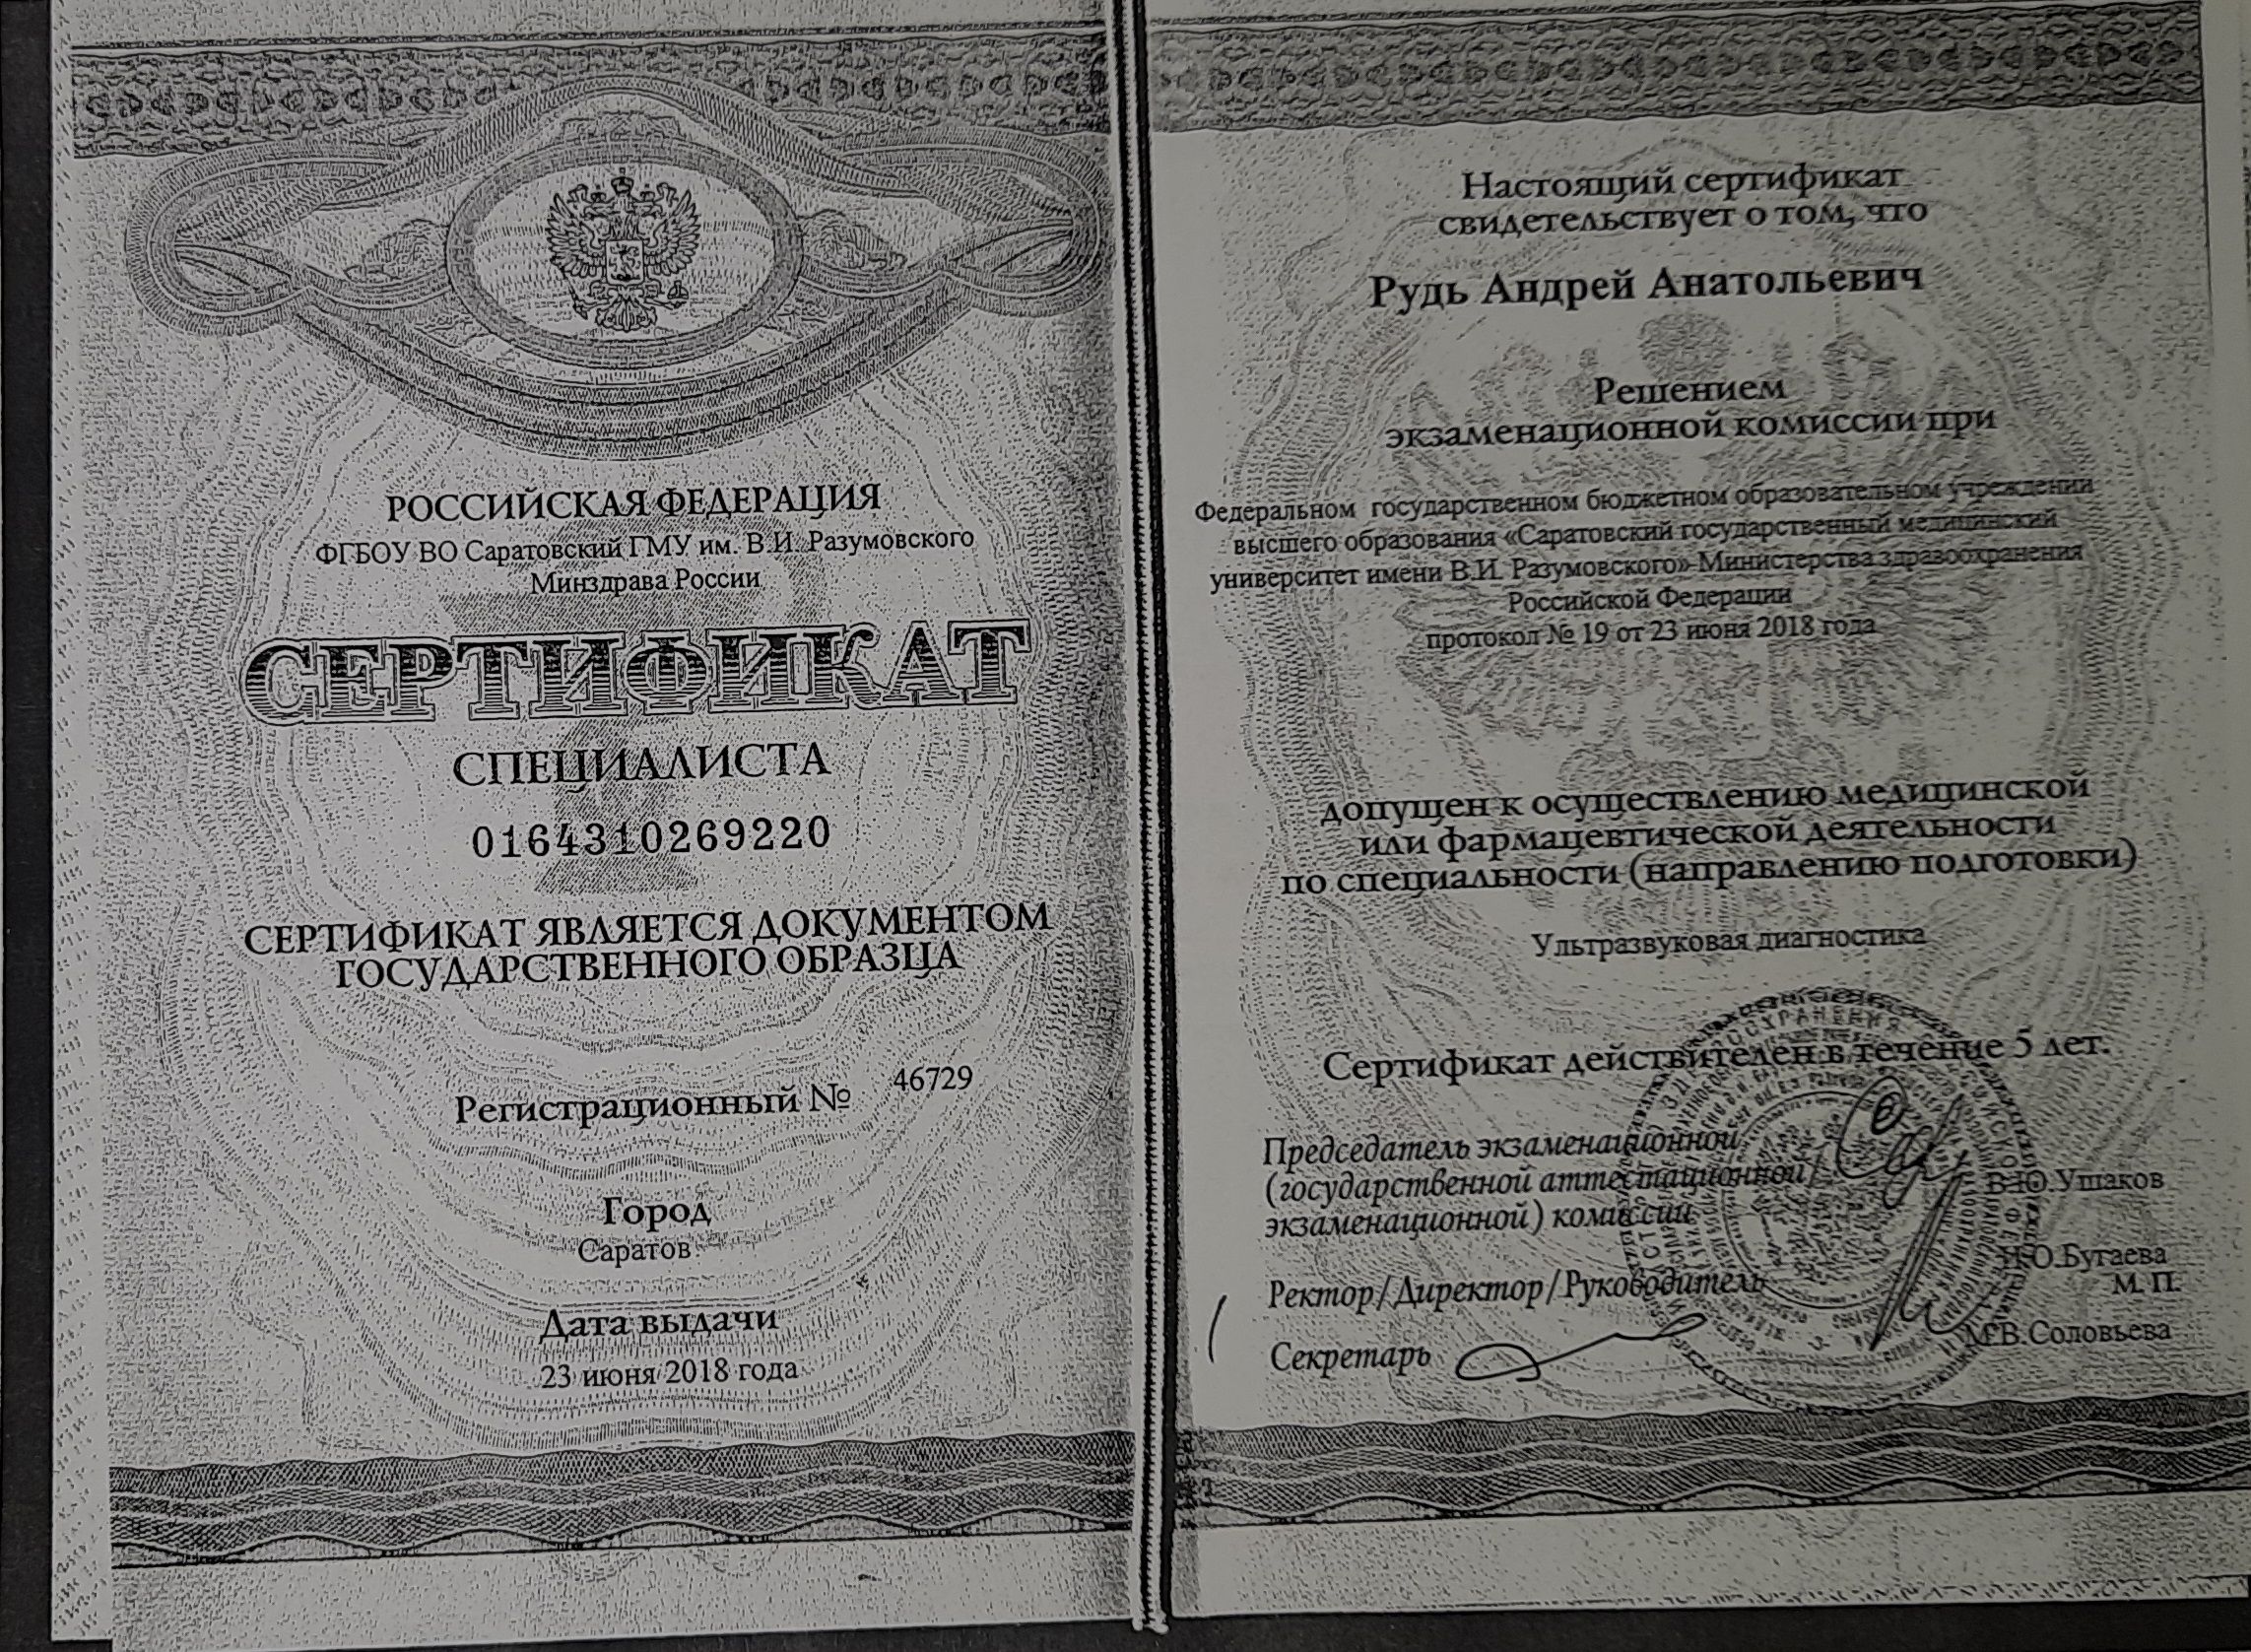 РОССИЙСКАЯ ФЕДЕРАЦИЯ
ФГБОУ ВО Саратовский ГМУ им. В.И. Разумовского
Минздрава России
СЕРТИФИКАТ
СПЕЦИАЛИСТА
0164310269220
СЕРТИФИКАТ ЯВЛЯЕТСЯ ДОКУМЕНТОМ
ГОСУДАРСТВЕННОГО ОБРАЗЦА
Регистрационный № 46729
Город
Саратов
Дата выдачи
23 июня 2018 года
Настоящий сертификат
свидетельствует о том, что
Рудь Андрей Анатольевич
Решением
экзаменационной комиссии при
Федеральном государственном бюджетном образовательном учреждении
высшего образования «Саратовский государственный медицинский
университет имени В.И. Разумовского» Министерства здравоохранения
Российской Федерации
протокол № 19 от 23 июня 2018 года
допущен к осуществлению медицинской
или фармацевтической деятельности
по специальности (направлению подготовки)
Ультразвуковая диагностика
Сертификат действителен в течение 5 лет.
Председатель экзаменационной
(государственной аттестационной/
экзаменационной) комиссии
В.Ю.Ушаков
Ректор/Директор/Руководитель
Н.О.Бугаева
М. П.
Секретарь
М.В.Соловьева